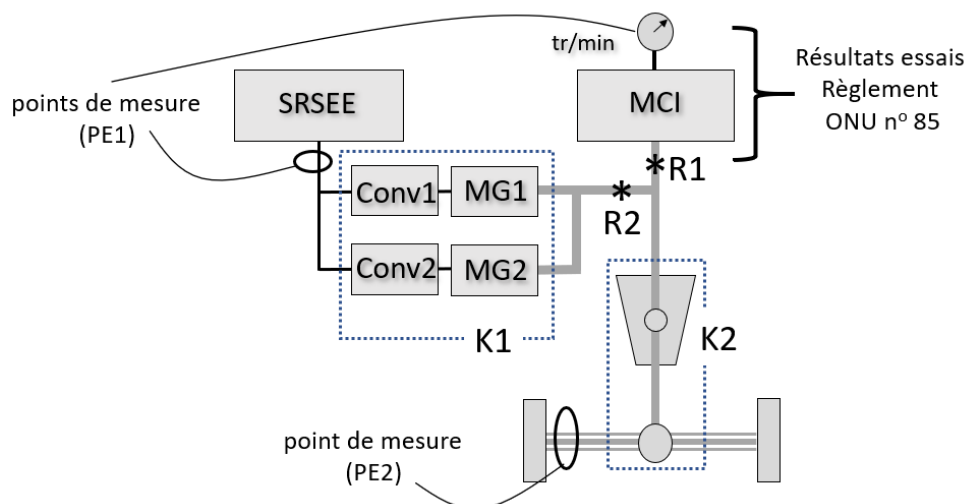 tr/min
Résultats essais
Règlement
ONU nº 85
points de mesure
(PE1)
SRSEE
MCI
R1
Conv1
MG1
R2
Conv2
MG2
K1
K2
point de mesure
(PE2)